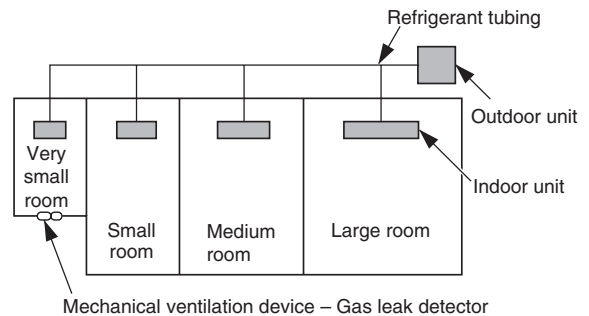 Refrigerant tubing
Outdoor unit
Indoor unit
Very
small
room
Small
room
Medium
room
Large room
Mechanical ventilation device – Gas leak detector